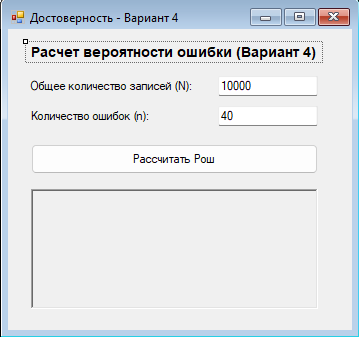 Достоверность - Вариант 4
Расчет вероятности ошибки (Вариант 4)
Общее количество записей (N): 10000
Количество ошибок (n): 40
Рассчитать Рош